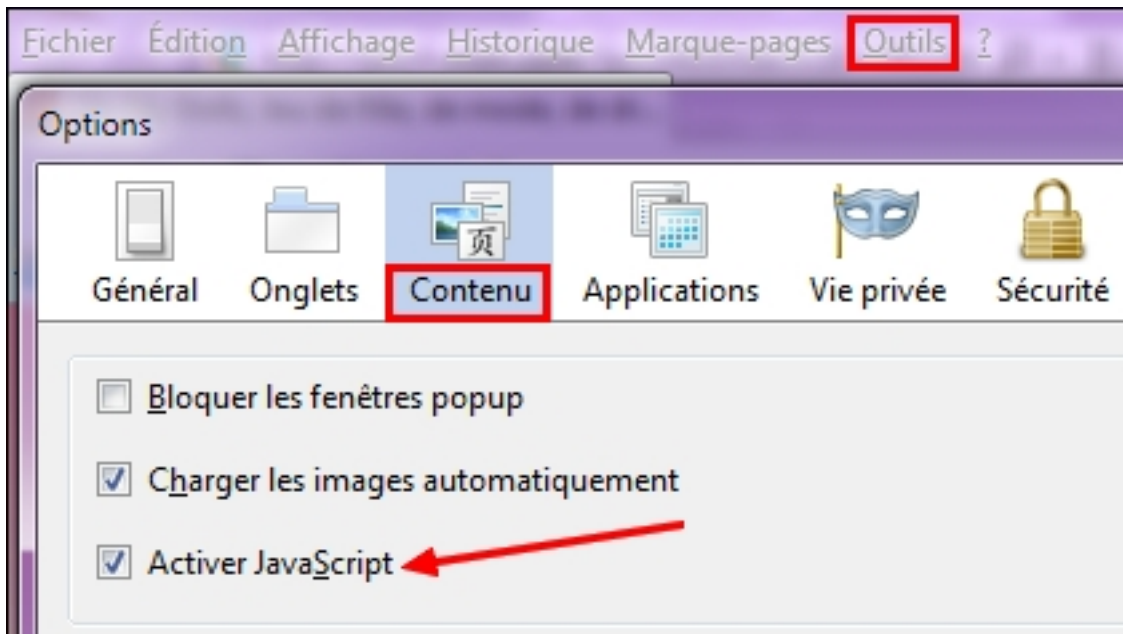 Fichier Édition Affichage Historique Marque-pages Outils ?
Options
页
Général Onglets Contenu Applications Vie privée Sécurité
Bloquer les fenêtres popup
Charger les images automatiquement
Activer JavaScript